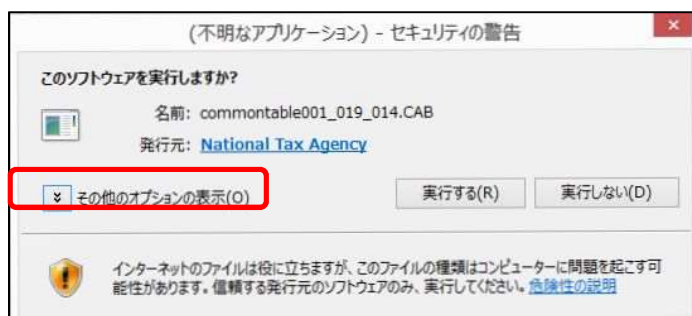 (不明なアプリケーション) - セキュリティの警告
このソフトウェアを実行しますか?
名前: commontable001_019_014.CAB
発行元: National Tax Agency
その他のオプションの表示(O) 実行する(R) 実行しない(D)
インターネットのファイルは役に立ちますが、このファイルの種類はコンピューターに問題を起こす可
能性があります。信頼する発行元のソフトウェアのみ、実行してください。危険性の説明